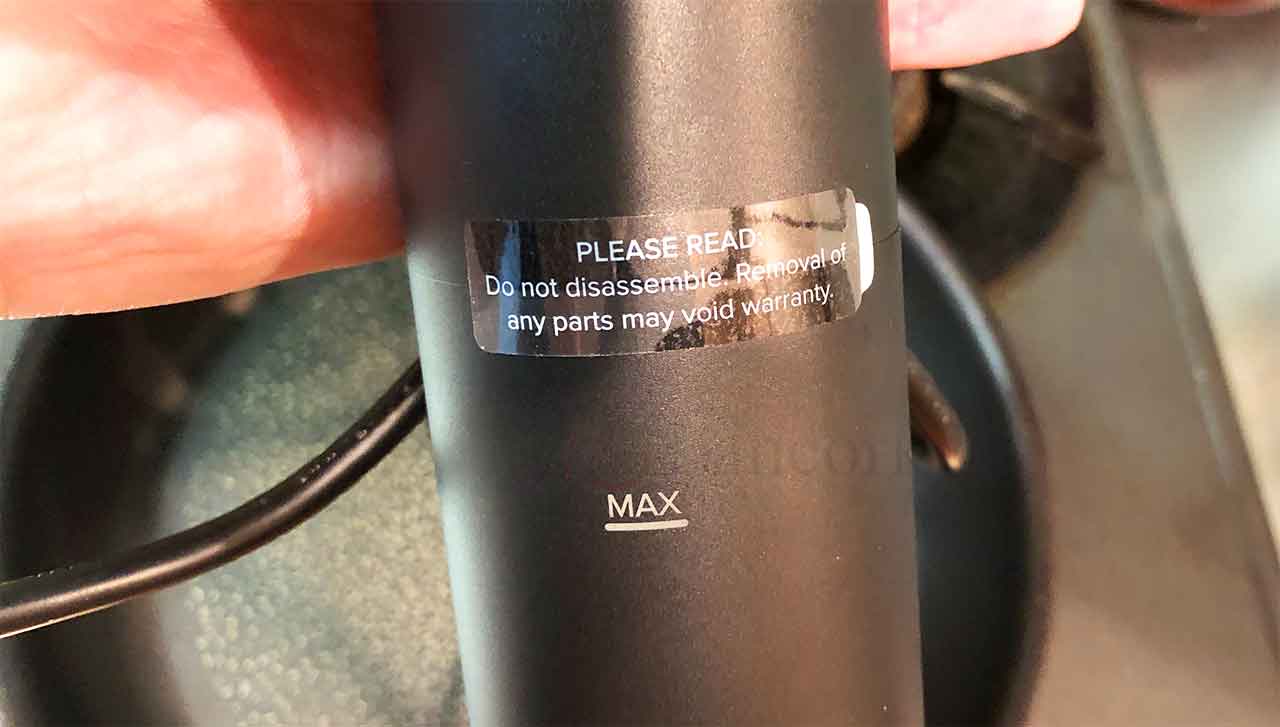 PLEASE READ:
Do not disassemble. Removal of
any parts may void warranty.
MAX